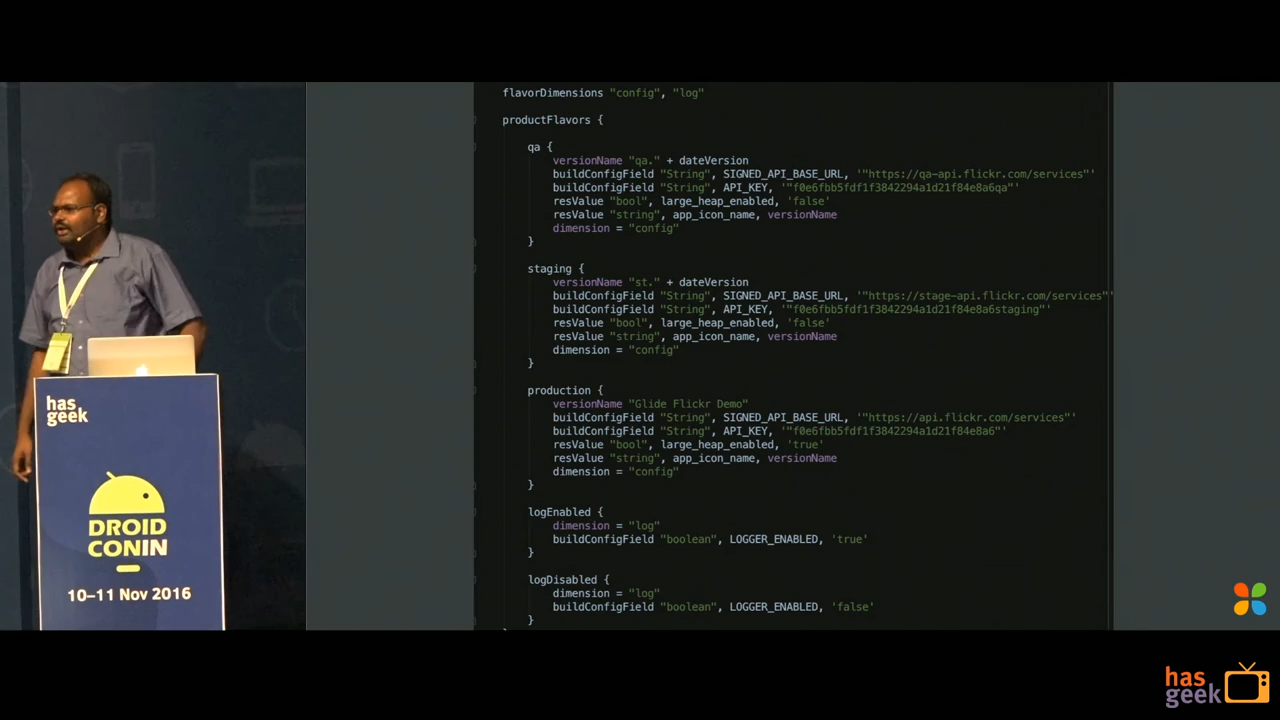 flavorDimensions "config", "log"
productFlavors {
qa {
versionName "qa." + dateVersion
buildConfigField "String", SIGNED_API_BASE_URL, '"https://qa-api.flickr.com/services"'
buildConfigField "String", API_KEY, '"f0e6fbb5fdf1f3842294a1d21f84e8a6qa"'
resValue "bool", large_heap_enabled, 'false'
resValue "string", app_icon_name, versionName
dimension = "config"
}
staging {
versionName "st." + dateVersion
buildConfigField "String", SIGNED_API_BASE_URL, '"https://stage-api.flickr.com/services"'
buildConfigField "String", API_KEY, '"f0e6fbb5fdf1f3842294a1d21f84e8a6staging"'
resValue "bool", large_heap_enabled, 'false'
resValue "string", app_icon_name, versionName
dimension = "config"
}
production {
versionName "Glide Flickr Demo"
buildConfigField "String", SIGNED_API_BASE_URL, '"https://api.flickr.com/services"'
buildConfigField "String", API_KEY, '"f0e6fbb5fdf1f3842294a1d21f84e8a6"'
resValue "bool", large_heap_enabled, 'true'
resValue "string", app_icon_name, versionName
dimension = "config"
}
logEnabled {
dimension = "log"
buildConfigField "boolean", LOGGER_ENABLED, 'true'
}
logDisabled {
dimension = "log"
buildConfigField "boolean", LOGGER_ENABLED, 'false'
}
has
geek
DROID
CONIN
10–11 Nov 2016
has
geek